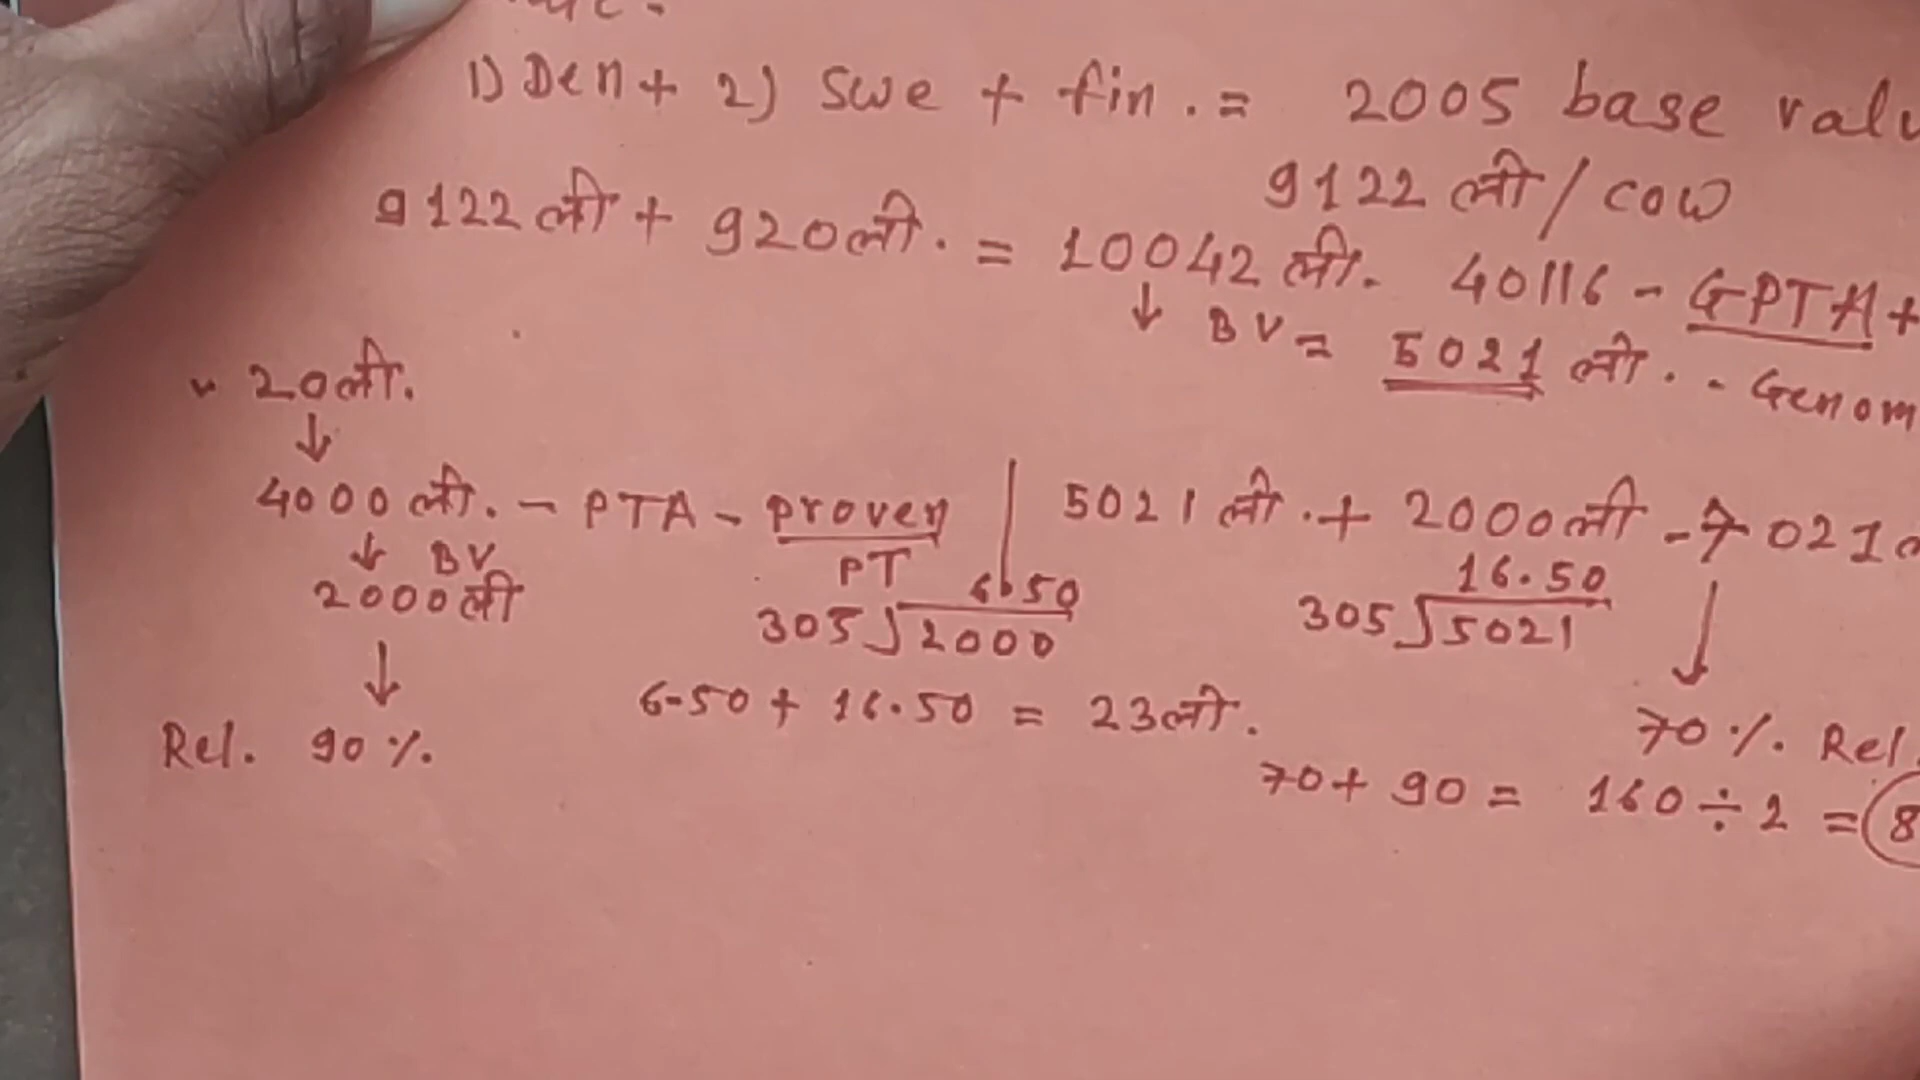 1) Den + 2) Swe + fin . = 2005 base
9122 ली / cow
9122 ली + 920 ली . = 10042 ली . 40116 - GPTA +
↓ BV = 5021 ली . - Genom
20 ली .
↓
4000 ली . - PTA - proven
PT
↓ BV
2000 ली
↓
Rel. 90 %.
6.50
305 √2000
5021 ली . + 2000 ली - 7021
16.50
305 √5021
↓
70 %. Rel.
6-50 + 16.50 = 23 ली .
70 + 90 = 160 ÷ 2 = 8